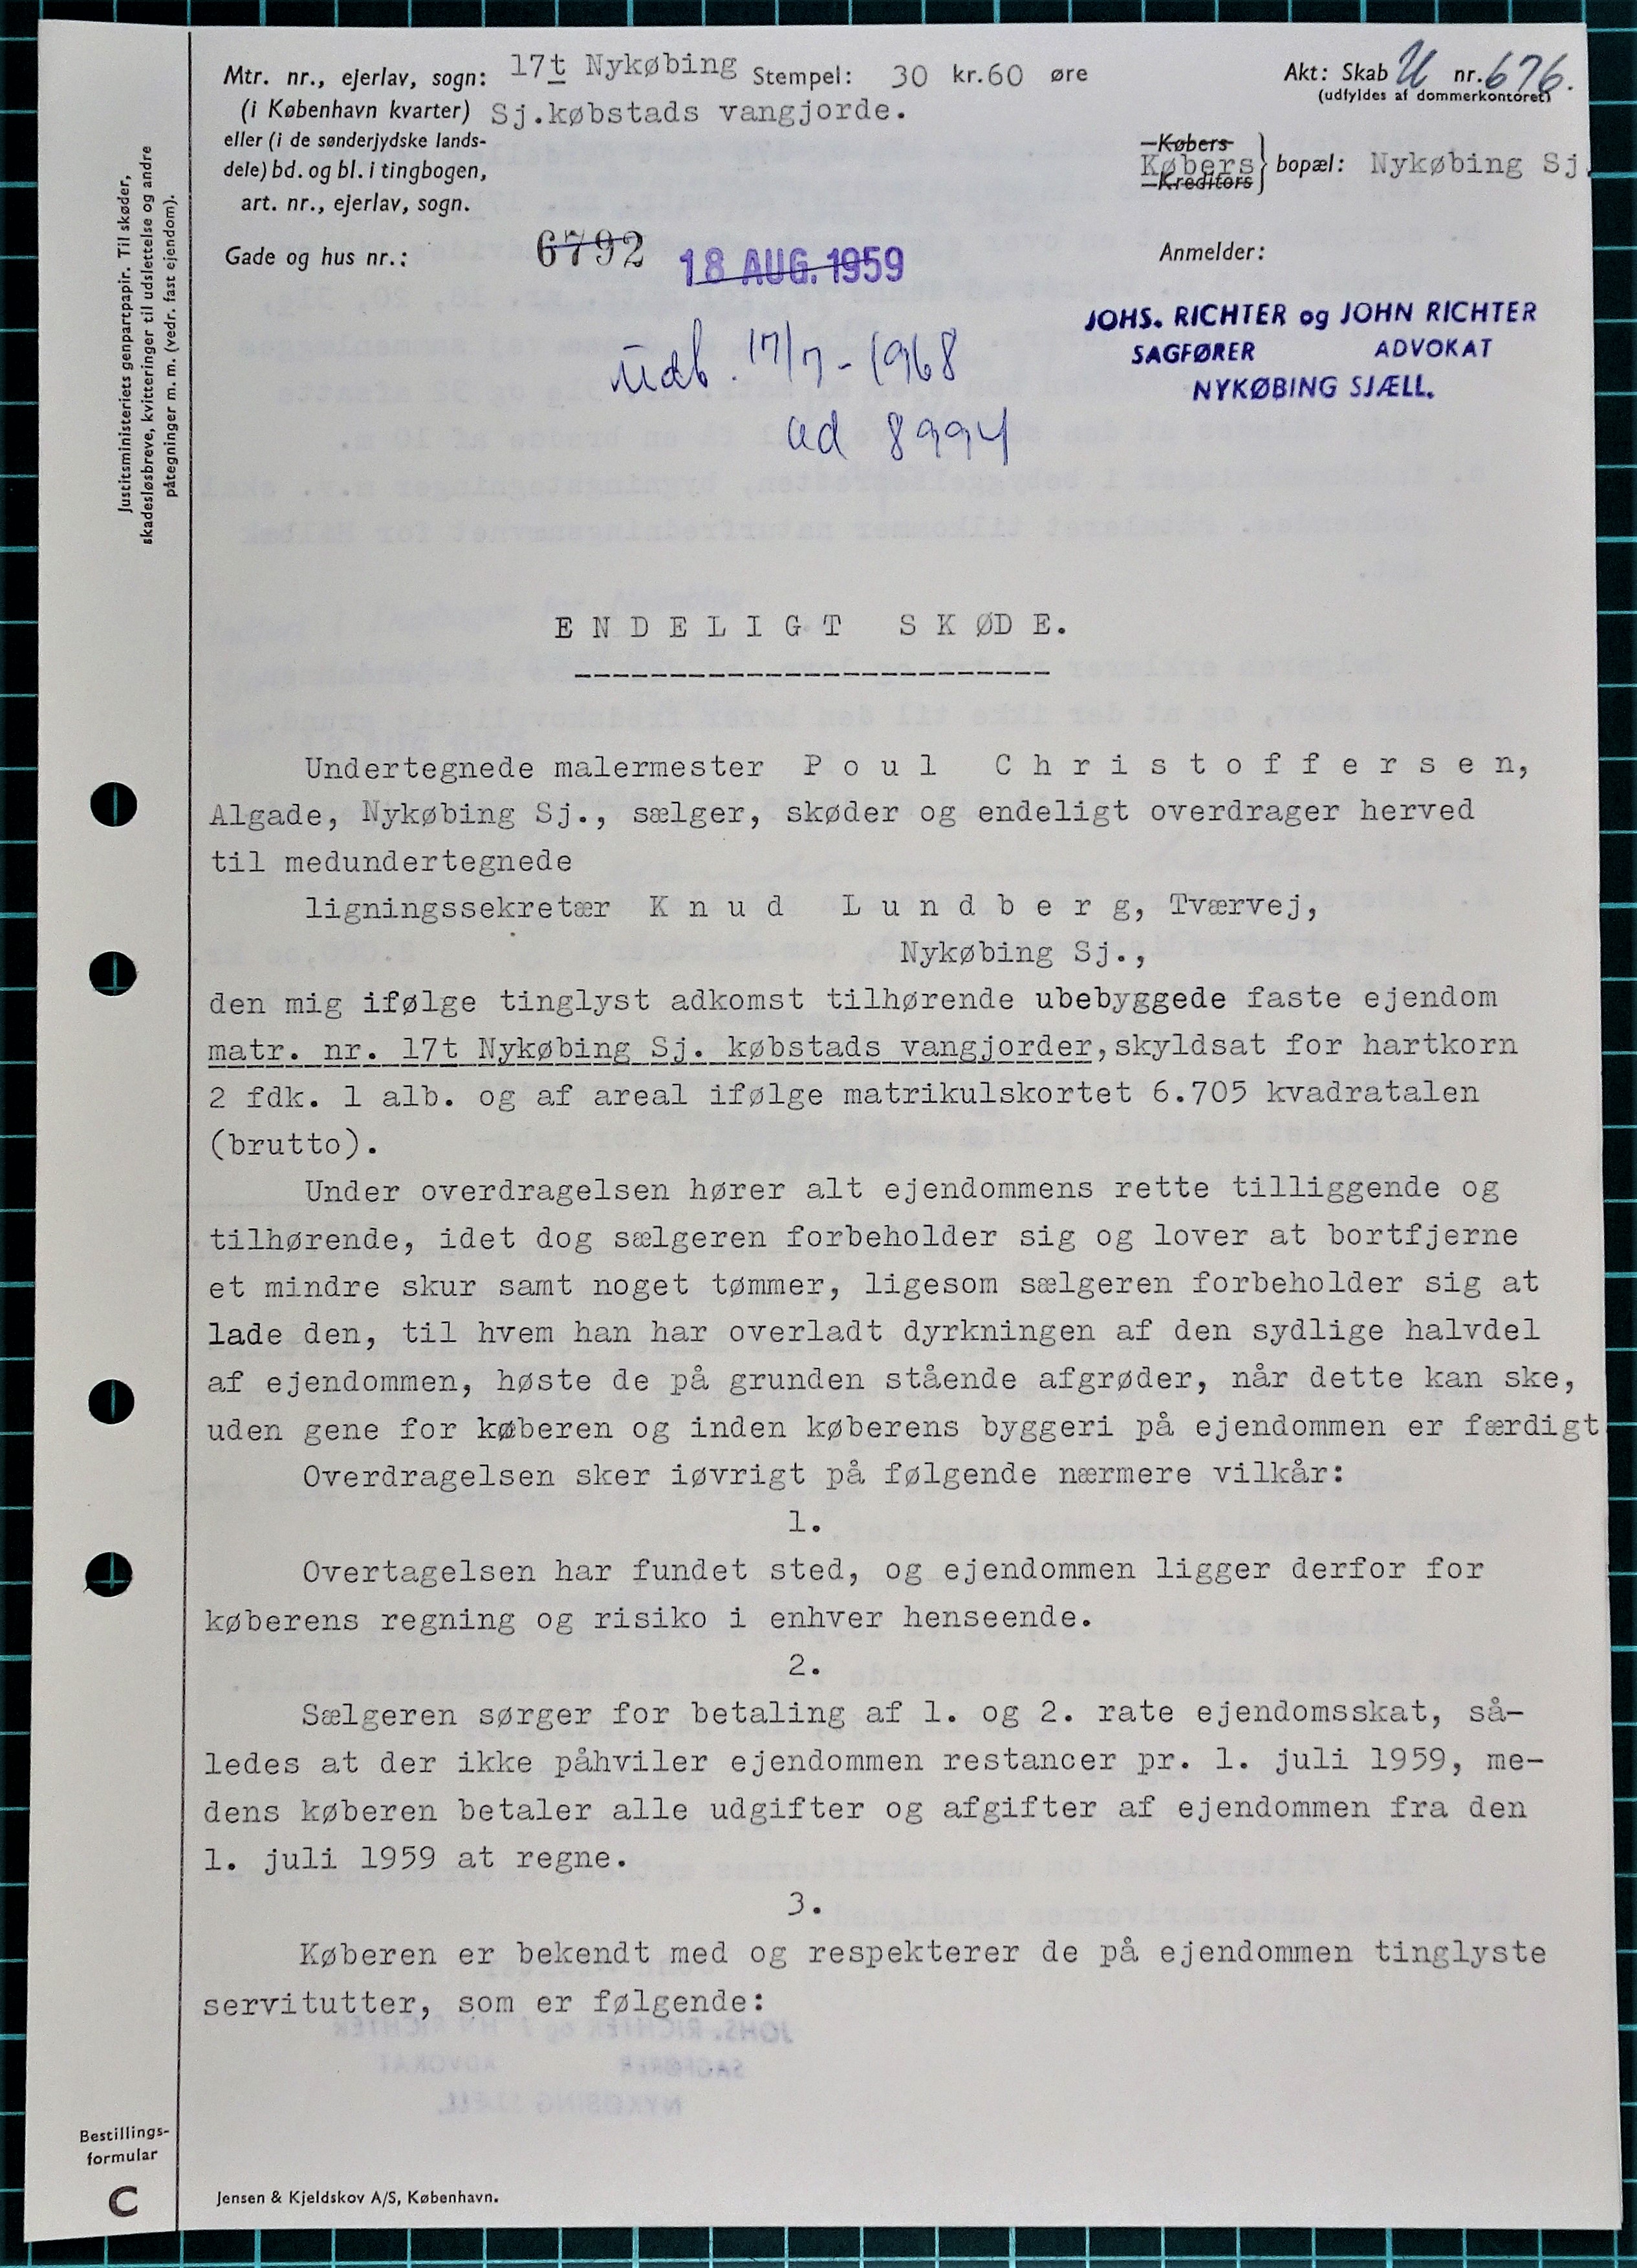 Mtr. nr., ejerlav, sogn: 17t Nykøbing Stempel: 30 kr. 60 øre
Akt: Skab U nr. 676.
(i København kvarter) Sj.købstads vangjorde.
(udfyldes af dommerkontoret)
eller (i de sønderjydske lands-
dele) bd. og bl. i tingbogen,
art. nr., ejerlav, sogn.
Købers
Købers } bopæl: Nykøbing Sj.
Kreditors
Gade og hus nr.:
6792 18 AUG. 1959
Anmelder:
JOHS. RICHTER og JOHN RICHTER
SAGFØRER ADVOKAT
NYKØBING SJÆLL.
Udb. 17/7-1968
ad 8994
Justitsministeriets genpartpapir. Til skøder,
skadesløsbreve, kvitteringer til udslettelse og andre
påtegninger m. m. (vedr. fast ejendom).
E N D E L I G T S K Ø D E.
-------------------------
Undertegnede malermester P o u l C h r i s t o f f e r s e n,
Algade, Nykøbing Sj., sælger, skøder og endeligt overdrager herved
til medundertegnede
ligningssekretær K n u d L u n d b e r g, Tværvej,
Nykøbing Sj.,
den mig ifølge tinglyst adkomst tilhørende ubebyggede faste ejendom
matr. nr. 17t Nykøbing Sj. købstads vangjorder, skyldsat for hartkorn
2 fdk. 1 alb. og af areal ifølge matrikulskortet 6.705 kvadratalen
(brutto).
Under overdragelsen hører alt ejendommens rette tilliggende og
tilhørende, idet dog sælgeren forbeholder sig og lover at bortfjerne
et mindre skur samt noget tømmer, ligesom sælgeren forbeholder sig at
lade den, til hvem han har overladt dyrkningen af den sydlige halvdel
af ejendommen, høste de på grunden stående afgrøder, når dette kan ske,
uden gene for køberen og inden køberens byggeri på ejendommen er færdigt
Overdragelsen sker iøvrigt på følgende nærmere vilkår:
1.
Overtagelsen har fundet sted, og ejendommen ligger derfor for
køberens regning og risiko i enhver henseende.
2.
Sælgeren sørger for betaling af 1. og 2. rate ejendomsskat, så-
ledes at der ikke påhviler ejendommen restancer pr. 1. juli 1959, me-
dens køberen betaler alle udgifter og afgifter af ejendommen fra den
1. juli 1959 at regne.
3.
Køberen er bekendt med og respekterer de på ejendommen tinglyste
servitutter, som er følgende:
Bestillings-
formular
C
Jensen & Kjeldskov A/S, København.